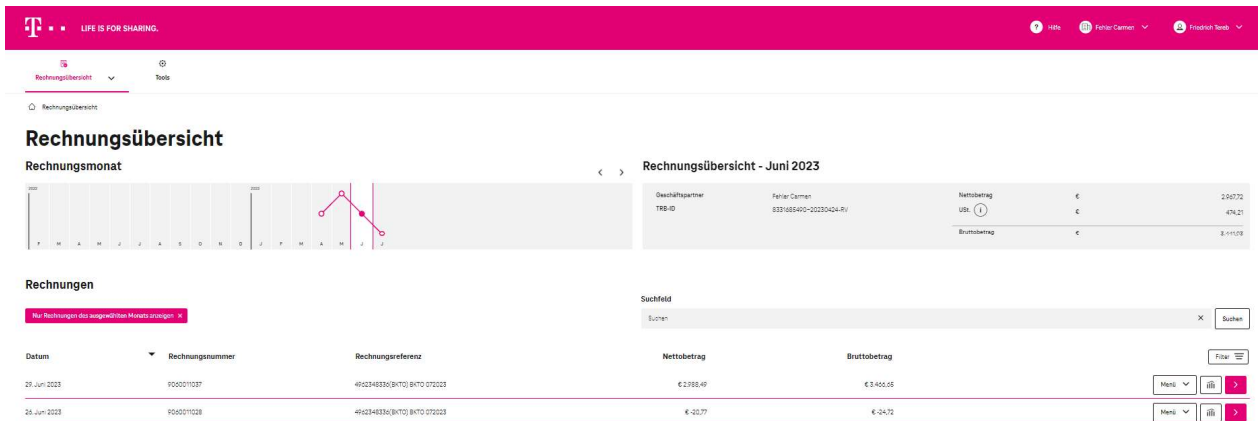 T LIFE IS FOR SHARING.
Hilfe Fehler Carmen Friedrich Tereb
Rechnungsübersicht Tools
Rechnungsübersicht
Rechnungsübersicht
Rechnungsmonat
2022 2023
F M A M J J A S O N D J F M A M J J
Rechnungsübersicht - Juni 2023
Geschäftspartner Fehler Carmen Nettobetrag € 2.967,72
TRB-ID 8331685490-20230424-RV USt. i € 474,21
Bruttobetrag €
Rechnungen
Nur Rechnungen des ausgewählten Monats anzeigen ×
Suchfeld
Suchen × Suchen
Datum Rechnungsnummer Rechnungsreferenz Nettobetrag Bruttobetrag Filter
29. Juni 2023 9060011037 4962348336(BKTO) BKTO 072023 € 2.988,49 € 3.466,65 Menü
26. Juni 2023 9060011028 4962348336(BKTO) BKTO 072023 € -20,77 € -24,72 Menü